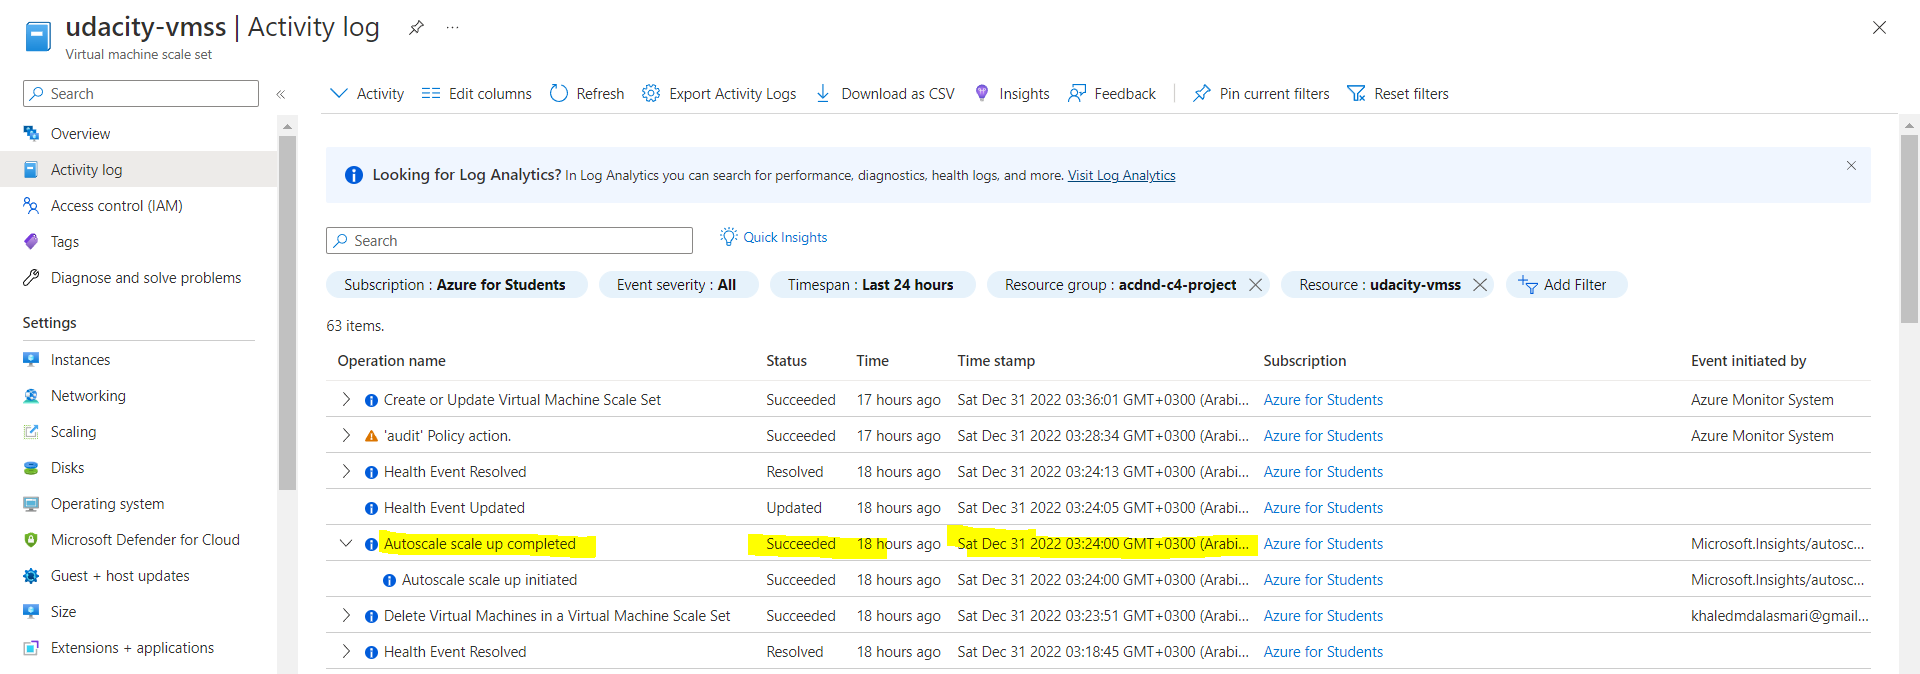 udacity-vmss | Activity log
Virtual machine scale set
Search
Overview
Activity log
Access control (IAM)
Tags
Diagnose and solve problems
Settings
Instances
Networking
Scaling
Disks
Operating system
Microsoft Defender for Cloud
Guest + host updates
Size
Extensions + applications
Activity Edit columns Refresh Export Activity Logs Download as CSV Insights Feedback Pin current filters Reset filters
Looking for Log Analytics? In Log Analytics you can search for performance, diagnostics, health logs, and more. Visit Log Analytics
Search Quick Insights
Subscription : Azure for Students Event severity : All Timespan : Last 24 hours Resource group : acdnd-c4-project Resource : udacity-vmss Add Filter
63 items.
Operation name Status Time Time stamp Subscription Event initiated by
Create or Update Virtual Machine Scale Set Succeeded 17 hours ago Sat Dec 31 2022 03:36:01 GMT+0300 (Arabi... Azure for Students Azure Monitor System
'audit' Policy action. Succeeded 17 hours ago Sat Dec 31 2022 03:28:34 GMT+0300 (Arabi... Azure for Students Azure Monitor System
Health Event Resolved Resolved 18 hours ago Sat Dec 31 2022 03:24:13 GMT+0300 (Arabi... Azure for Students
Health Event Updated Updated 18 hours ago Sat Dec 31 2022 03:24:05 GMT+0300 (Arabi... Azure for Students
Autoscale scale up completed Succeeded 18 hours ago Sat Dec 31 2022 03:24:00 GMT+0300 (Arabi... Azure for Students Microsoft.Insights/autosc...
Autoscale scale up initiated Succeeded 18 hours ago Sat Dec 31 2022 03:24:00 GMT+0300 (Arabi... Azure for Students Microsoft.Insights/autosc...
Delete Virtual Machines in a Virtual Machine Scale Set Succeeded 18 hours ago Sat Dec 31 2022 03:23:51 GMT+0300 (Arabi... Azure for Students khaledmdalasmari@gmail...
Health Event Resolved Resolved 18 hours ago Sat Dec 31 2022 03:18:45 GMT+0300 (Arabi... Azure for Students